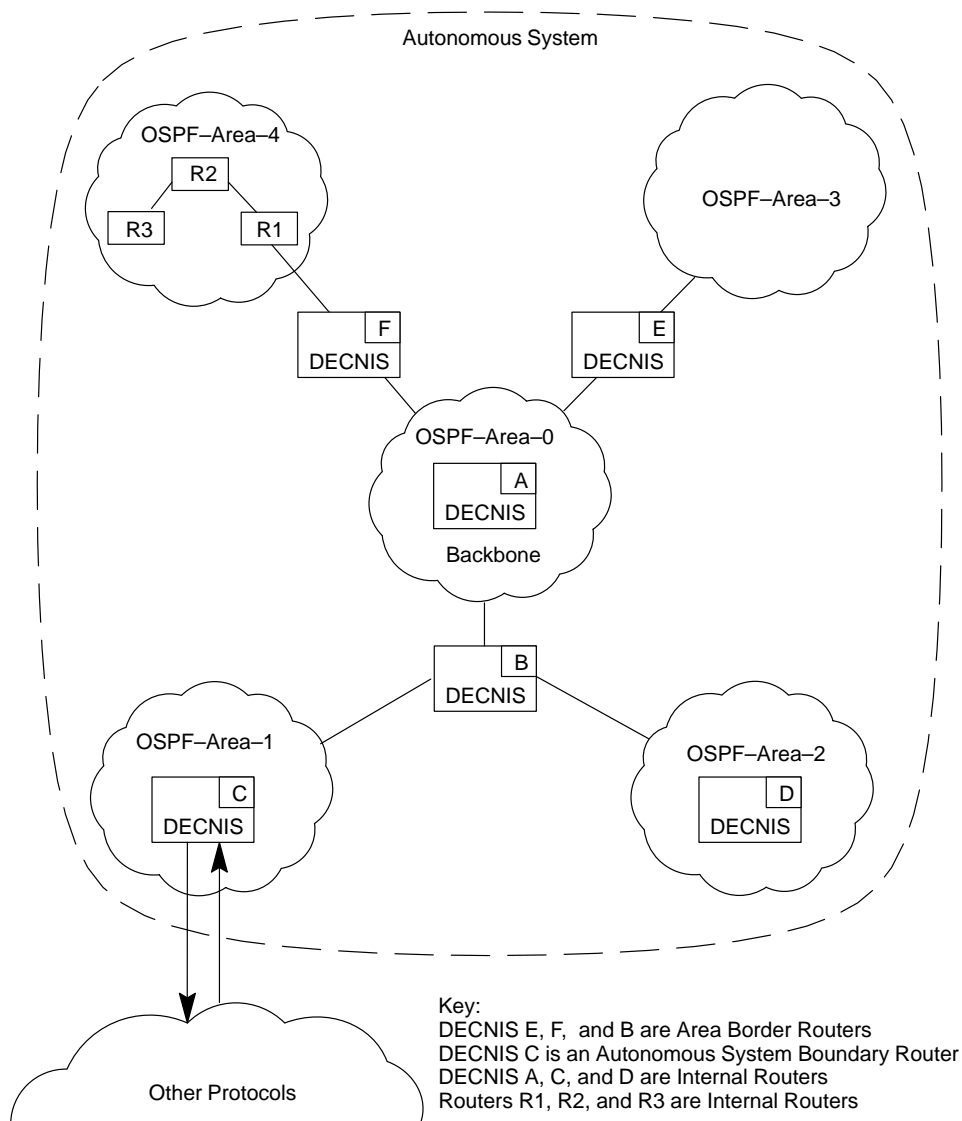 Autonomous System
OSPF–Area–4
R2
R3
R1
OSPF–Area–3
F
DECNIS
E
DECNIS
OSPF–Area–0
A
DECNIS
Backbone
B
DECNIS
OSPF–Area–1
C
DECNIS
OSPF–Area–2
D
DECNIS
Other Protocols
Key:
DECNIS E, F, and B are Area Border Routers
DECNIS C is an Autonomous System Boundary Router
DECNIS A, C, and D are Internal Routers
Routers R1, R2, and R3 are Internal Routers